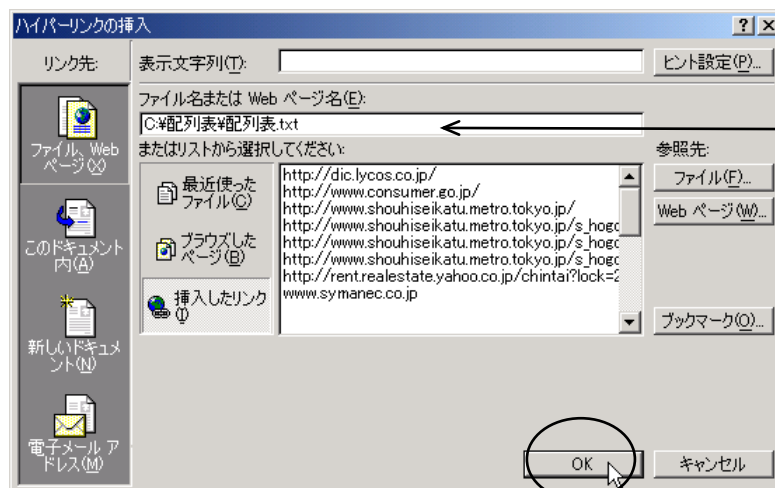 ハイパーリンクの挿入
リンク先:
表示文字列(T):
ヒント設定(P)...
ファイル名または Web ページ名(E):
C:¥配列表¥配列表.txt
またはリストから選択してください:
参照先:
ファイル、Web
ページ(X)
このドキュメント
内(A)
新しいドキュメ
ント(N)
電子メール ア
ドレス(M)
最近使った
ファイル(C)
ブラウズした
ページ(B)
挿入したリンク
(I)
http://dic.lycos.co.jp/
http://www.consumer.go.jp/
http://www.shouhiseikatu.metro.tokyo.jp/
http://www.shouhiseikatu.metro.tokyo.jp/s_hogo
http://www.shouhiseikatu.metro.tokyo.jp/s_hogo
http://www.shouhiseikatu.metro.tokyo.jp/s_hogo
http://rent.realestate.yahoo.co.jp/chintai?lock=2
www.symanec.co.jp
ファイル(F)...
Web ページ(W)...
ブックマーク(O)...
OK
キャンセル